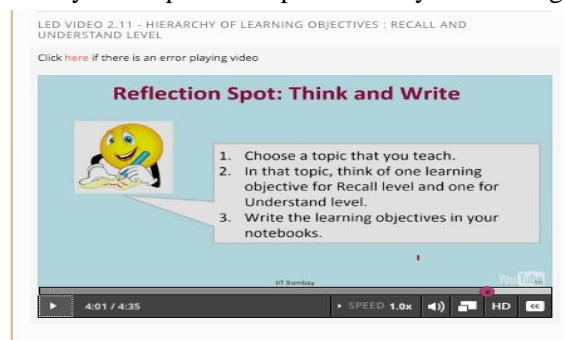 LED VIDEO 2.11 - HIERARCHY OF LEARNING OBJECTIVES : RECALL AND
UNDERSTAND LEVEL
Click here if there is an error playing video
Reflection Spot: Think and Write
1. Choose a topic that you teach.
2. In that topic, think of one learning
objective for Recall level and one for
Understand level.
3. Write the learning objectives in your
notebooks.
IIT Bombay
YouTube
4:01 / 4:35
SPEED 1.0x
HD
CC